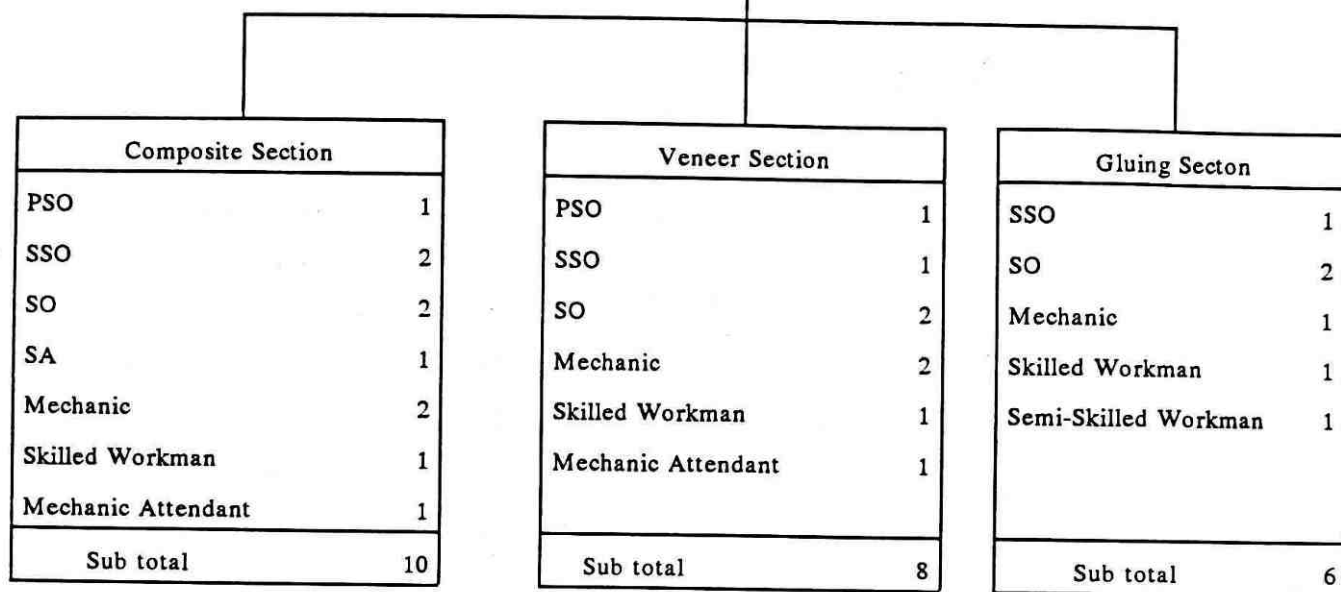 Composite Section
PSO 1
SSO 2
SO 2
SA 1
Mechanic 2
Skilled Workman 1
Mechanic Attendant 1
Sub total 10
Veneer Section
PSO 1
SSO 1
SO 2
Mechanic 2
Skilled Workman 1
Mechanic Attendant 1
Sub total 8
Gluing Secton
SSO 1
SO 2
Mechanic 1
Skilled Workman 1
Semi-Skilled Workman 1
Sub total 6